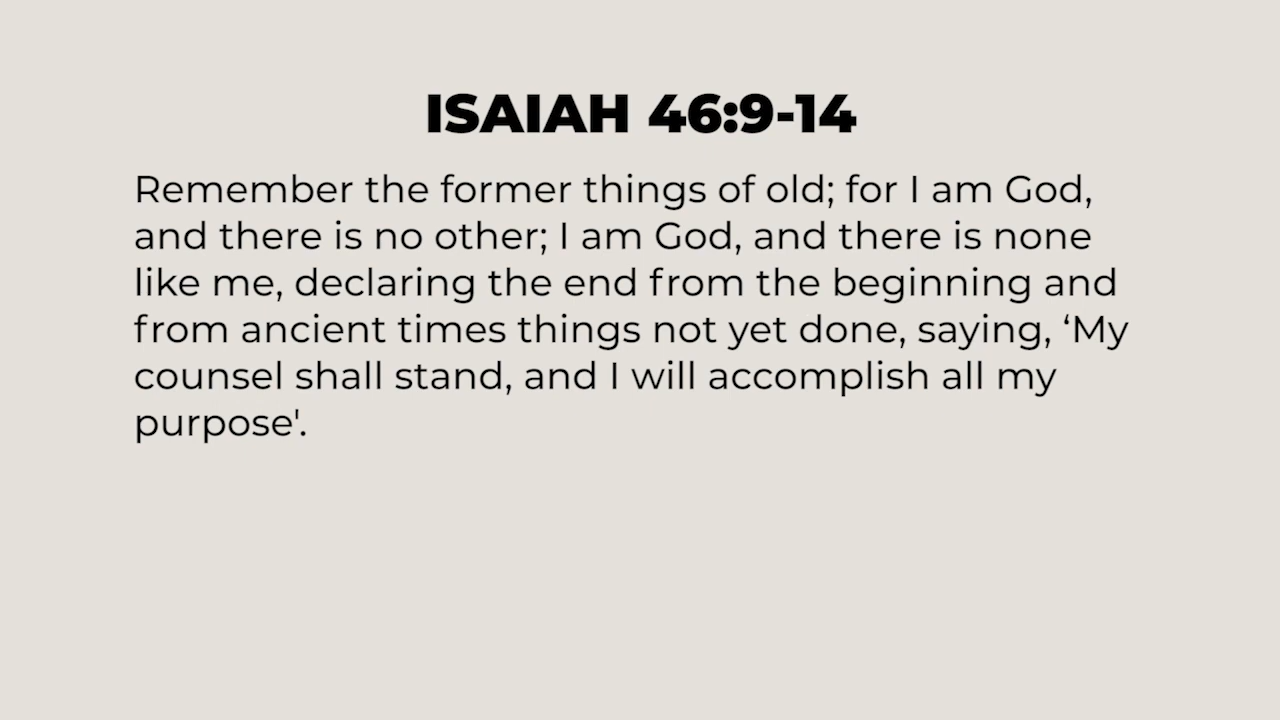 ISAIAH 46:9-14
Remember the former things of old; for I am God,
and there is no other; I am God, and there is none
like me, declaring the end from the beginning and
from ancient times things not yet done, saying, ‘My
counsel shall stand, and I will accomplish all my
purpose'.